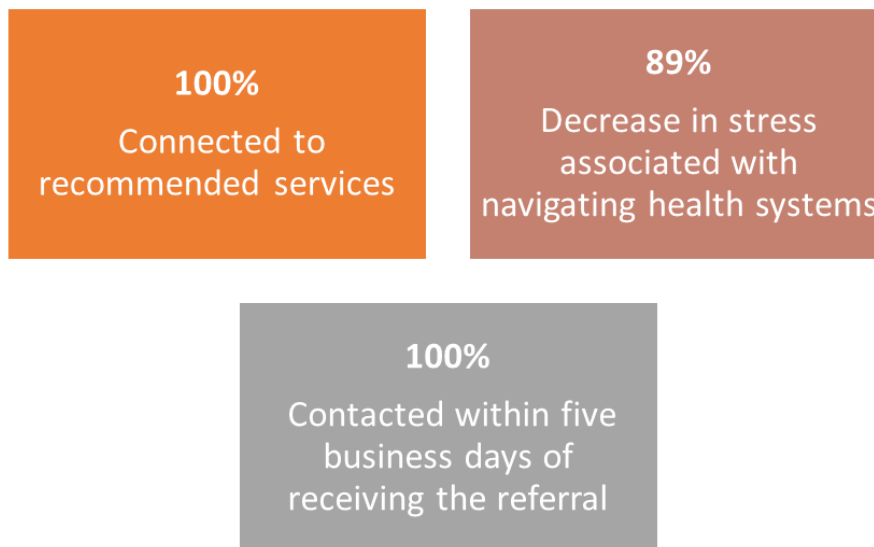 100%
Connected to
recommended services
89%
Decrease in stress
associated with
navigating health systems
100%
Contacted within five
business days of
receiving the referral